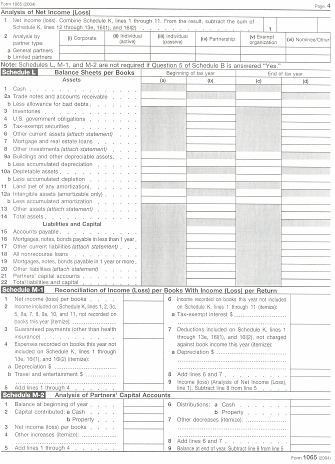 Form 1065 (2004) Page 4
Analysis of Net Income (Loss)
1 Net income (loss). Combine Schedule K, lines 1 through 11. From the result, subtract the sum of
Schedule K, lines 12 through 13e, 16(1), and 16(2) 1
2 Analysis by partner type: (i) Corporate (ii) Individual (active) (iii) Individual (passive) (iv) Partnership (v) Exempt organization (vi) Nominee/Other
a General partners
b Limited partners
Note: Schedules L, M-1, and M-2 are not required if Question 5 of Schedule B is answered "Yes."
Schedule L Balance Sheets per Books Beginning of tax year End of tax year
Assets (a) (b) (c) (d)
1 Cash
2a Trade notes and accounts receivable
b Less allowance for bad debts
3 Inventories
4 U.S. government obligations
5 Tax-exempt securities
6 Other current assets (attach statement)
7 Mortgage and real estate loans
8 Other investments (attach statement)
9a Buildings and other depreciable assets
b Less accumulated depreciation
10a Depletable assets
b Less accumulated depletion
11 Land (net of any amortization)
12a Intangible assets (amortizable only)
b Less accumulated amortization
13 Other assets (attach statement)
14 Total assets
Liabilities and Capital
15 Accounts payable
16 Mortgages, notes, bonds payable in less than 1 year
17 Other current liabilities (attach statement)
18 All nonrecourse loans
19 Mortgages, notes, bonds payable in 1 year or more
20 Other liabilities (attach statement)
21 Partners' capital accounts
22 Total liabilities and capital
Schedule M-1 Reconciliation of Income (Loss) per Books With Income (Loss) per Return
1 Net income (loss) per books
2 Income included on Schedule K, lines 1, 2, 3c,
5, 6a, 7, 8, 9a, 10, and 11, not recorded on
books this year (itemize):
3 Guaranteed payments (other than health
insurance)
4 Expenses recorded on books this year not
included on Schedule K, lines 1 through
13e, 16(1), and 16(2) (itemize):
a Depreciation $
b Travel and entertainment $
5 Add lines 1 through 4
6 Income recorded on books this year not included
on Schedule K, lines 1 through 11 (itemize):
a Tax-exempt interest $
7 Deductions included on Schedule K, lines 1
through 13e, 16(1), and 16(2), not charged
against book income this year (itemize):
a Depreciation $
8 Add lines 6 and 7
9 Income (loss) (Analysis of Net Income (Loss),
line 1). Subtract line 8 from line 5
Schedule M-2 Analysis of Partners' Capital Accounts
1 Balance at beginning of year
2 Capital contributed: a Cash
b Property
3 Net income (loss) per books
4 Other increases (itemize):
5 Add lines 1 through 4
6 Distributions: a Cash
b Property
7 Other decreases (itemize):
8 Add lines 6 and 7
9 Balance at end of year. Subtract line 8 from line 5
Form 1065 (2004)